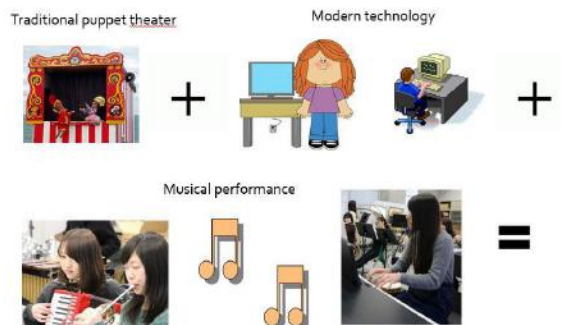 Traditional puppet theater
Modern technology
+
+
Musical performance
=